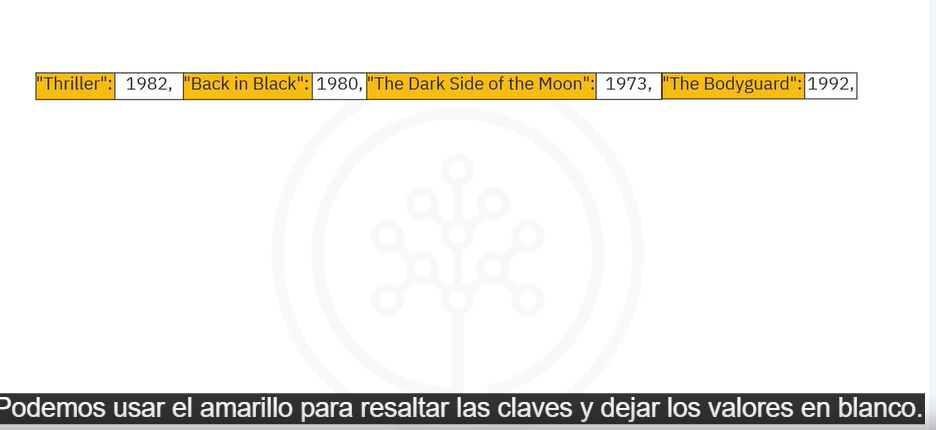 "Thriller": 1982, "Back in Black": 1980, "The Dark Side of the Moon": 1973, "The Bodyguard": 1992,
Podemos usar el amarillo para resaltar las claves y dejar los valores en blanco.